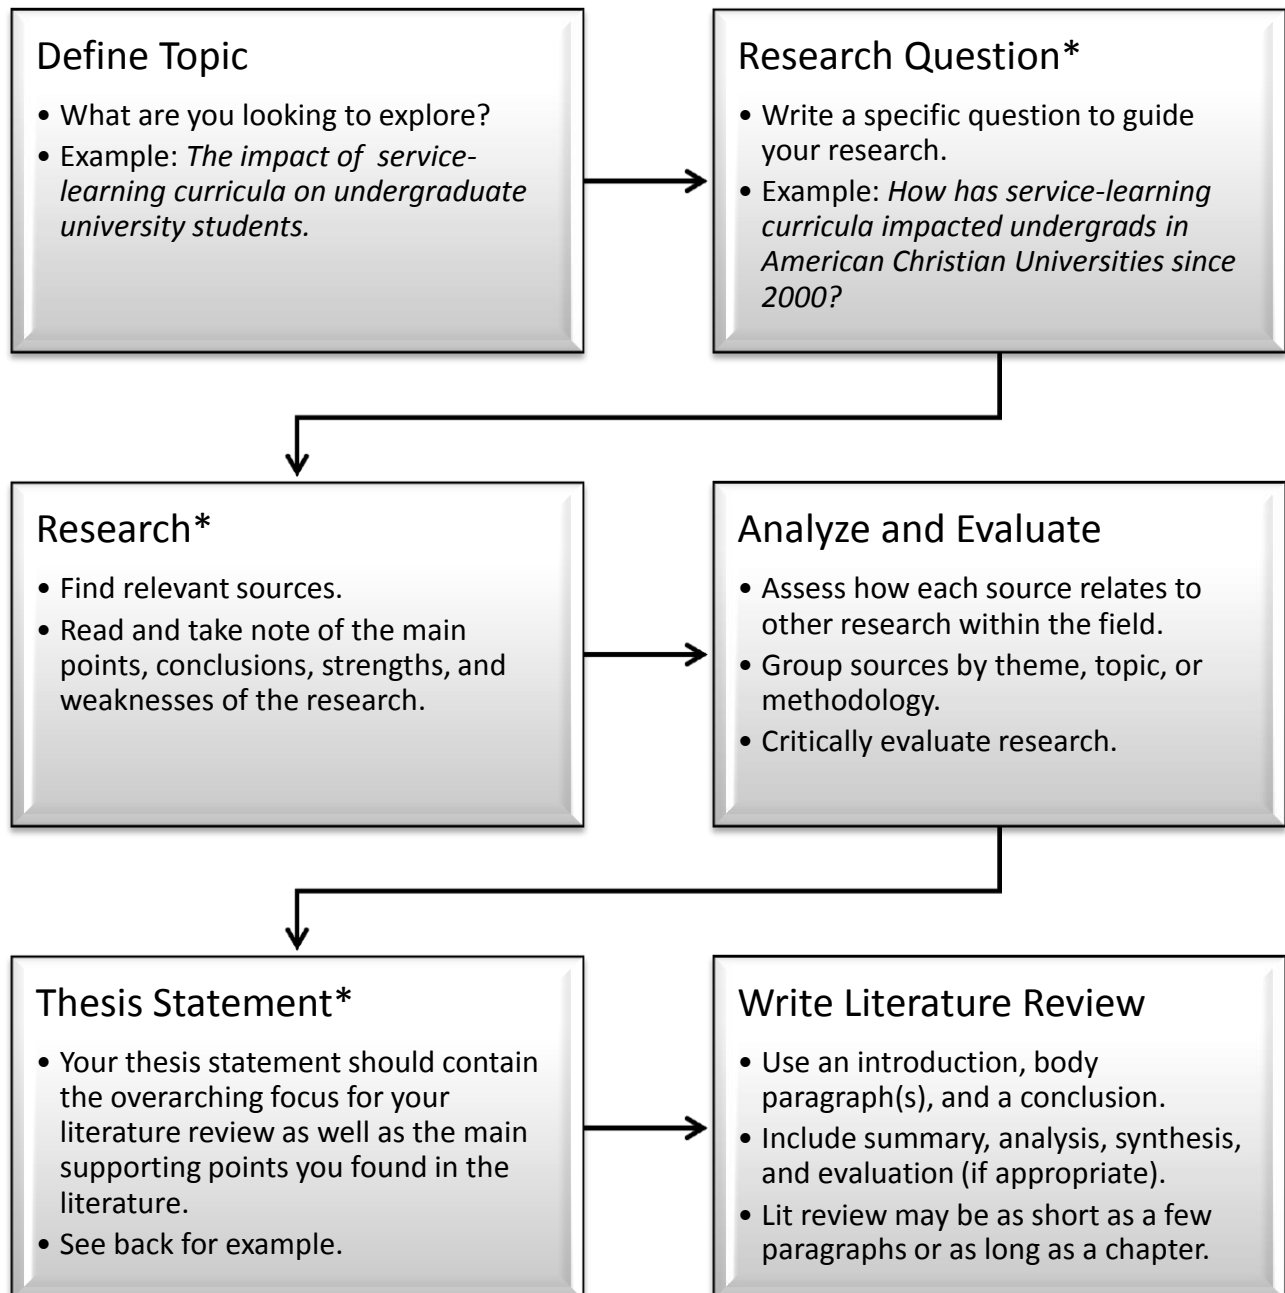 Define Topic
• What are you looking to explore?
• Example: The impact of service-
learning curricula on undergraduate
university students.
Research Question*
• Write a specific question to guide
your research.
• Example: How has service-learning
curricula impacted undergrads in
American Christian Universities since
2000?
Research*
• Find relevant sources.
• Read and take note of the main
points, conclusions, strengths, and
weaknesses of the research.
Analyze and Evaluate
• Assess how each source relates to
other research within the field.
• Group sources by theme, topic, or
methodology.
• Critically evaluate research.
Thesis Statement*
• Your thesis statement should contain
the overarching focus for your
literature review as well as the main
supporting points you found in the
literature.
• See back for example.
Write Literature Review
• Use an introduction, body
paragraph(s), and a conclusion.
• Include summary, analysis, synthesis,
and evaluation (if appropriate).
• Lit review may be as short as a few
paragraphs or as long as a chapter.